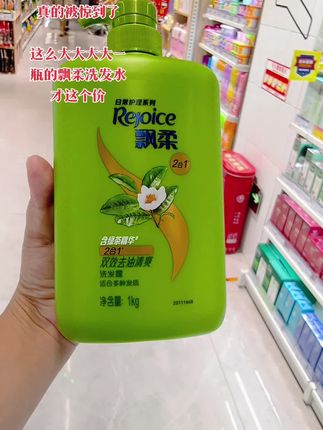 真的被惊到了
这么大大大大一
瓶的飘柔洗发水
才这个价
日常护理系列
Rejoice
飘柔
2合1
含绿茶精华
2合1
双效去油清爽
洗发露
适合多种发质
净含量: 1kg